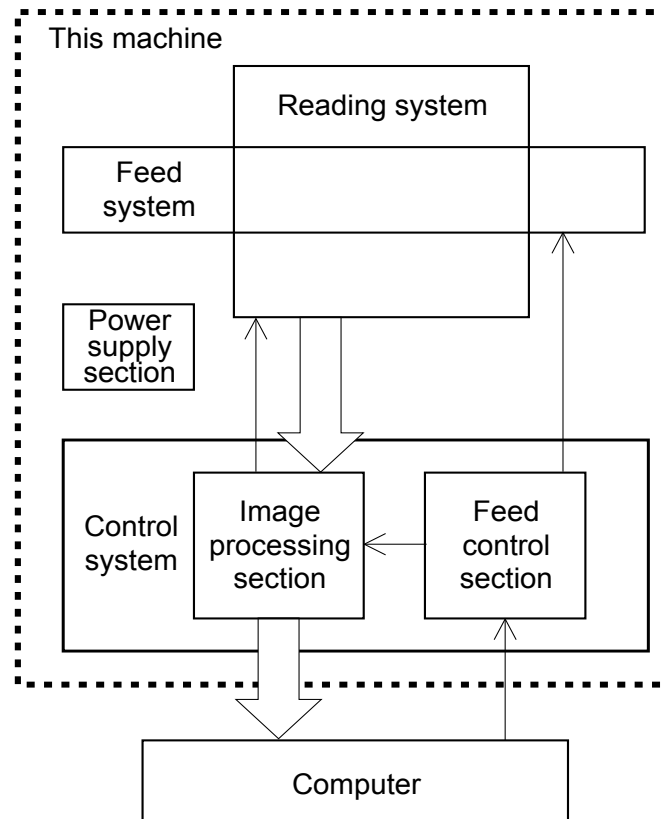 This machine
Reading system
Feed
system
Power
supply
section
Control
system
Image
processing
section
Feed
control
section
Computer